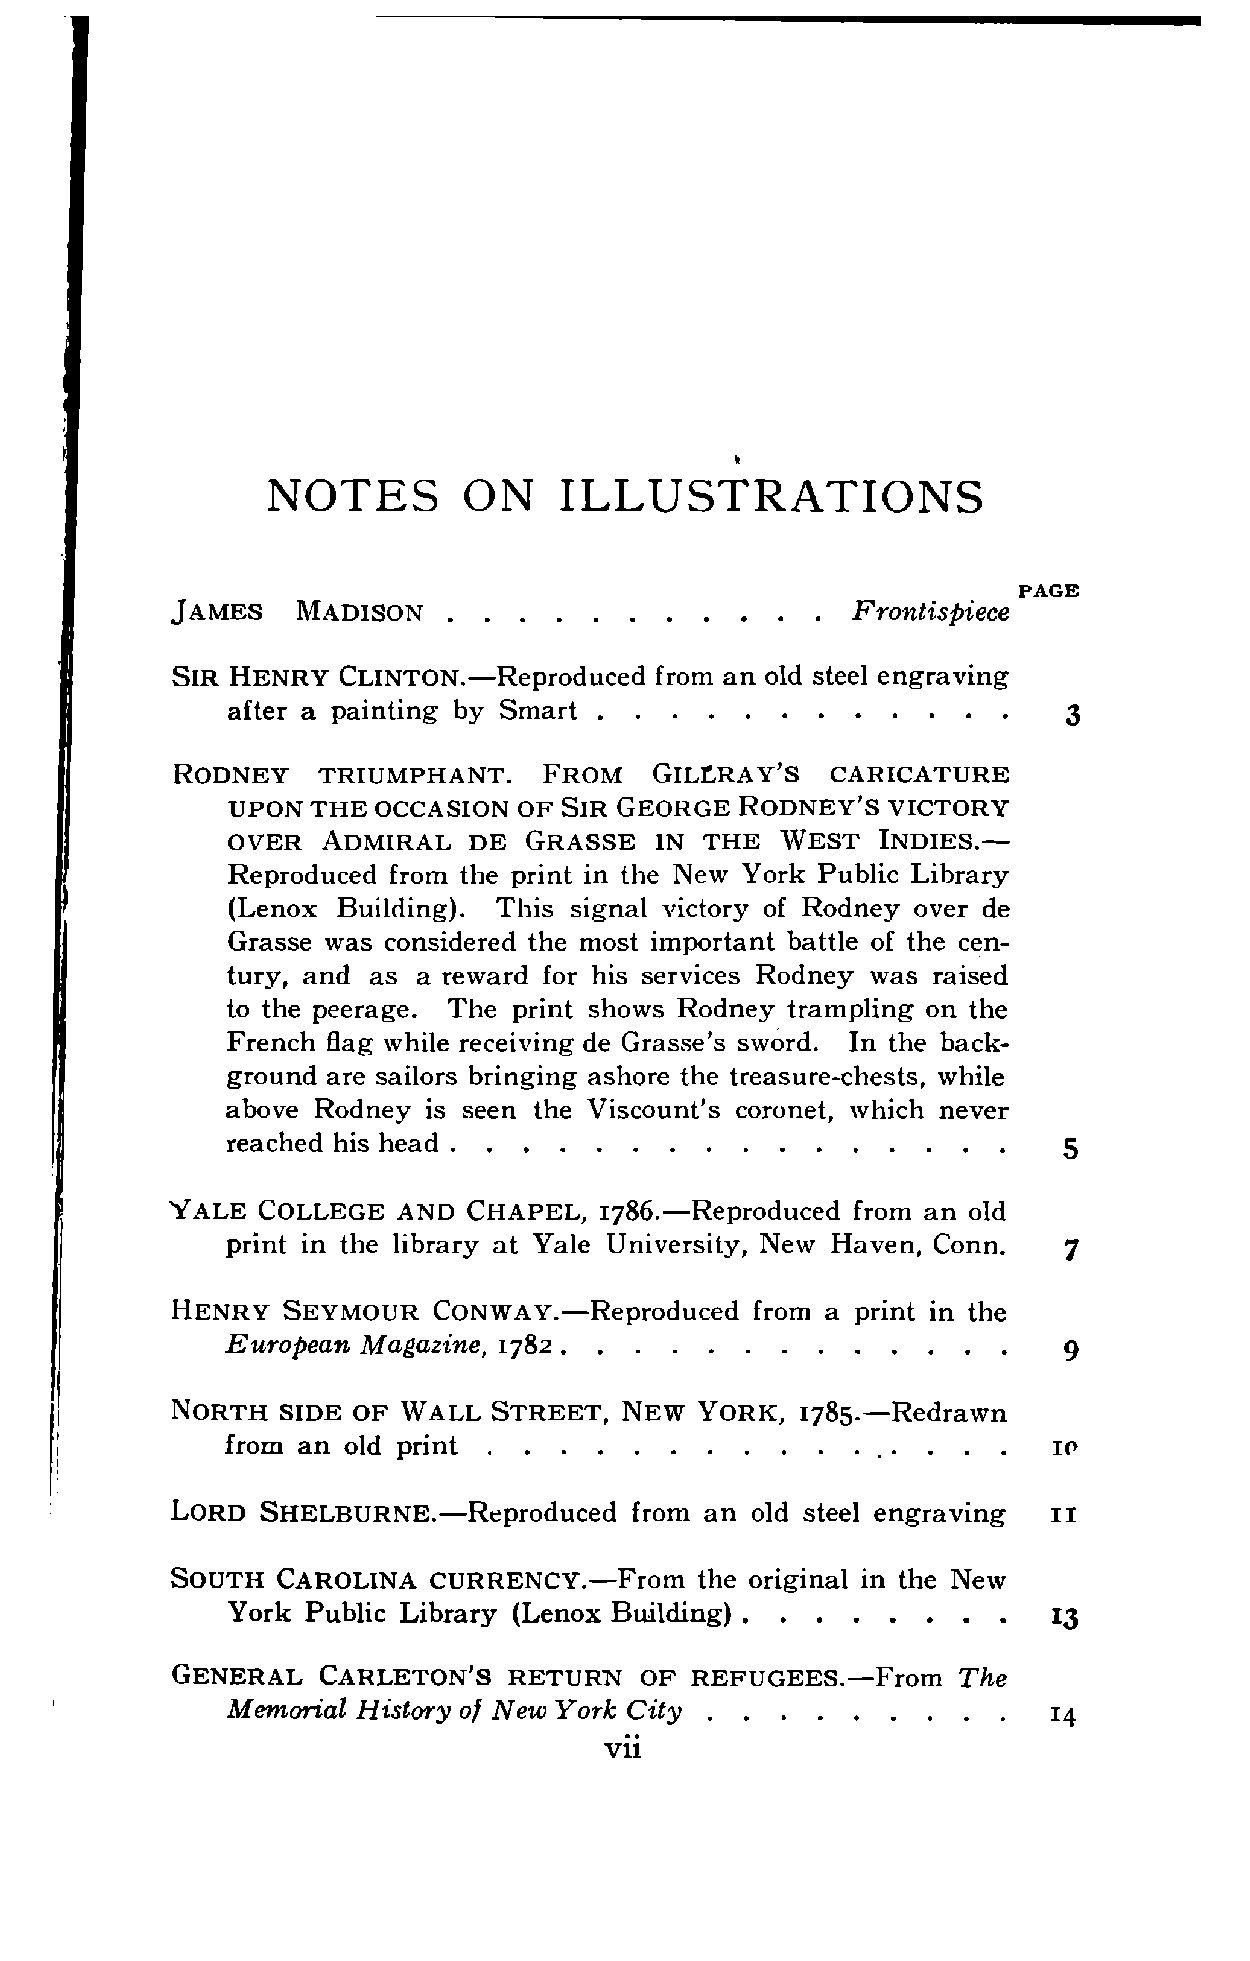 NOTES ON ILLUSTRATIONS
PAGE
JAMES MADISON . . . . . . . . . . . Frontispiece
SIR HENRY CLINTON.—Reproduced from an old steel engraving
after a painting by Smart . . . . . . . . . . . . 3
RODNEY TRIUMPHANT. FROM GILLRAY'S CARICATURE
UPON THE OCCASION OF SIR GEORGE RODNEY'S VICTORY
OVER ADMIRAL DE GRASSE IN THE WEST INDIES.—
Reproduced from the print in the New York Public Library
(Lenox Building). This signal victory of Rodney over de
Grasse was considered the most important battle of the cen-
tury, and as a reward for his services Rodney was raised
to the peerage. The print shows Rodney trampling on the
French flag while receiving de Grasse's sword. In the back-
ground are sailors bringing ashore the treasure-chests, while
above Rodney is seen the Viscount's coronet, which never
reached his head . . . . . . . . . . . . . . . . 5
YALE COLLEGE AND CHAPEL, 1786.—Reproduced from an old
print in the library at Yale University, New Haven, Conn. 7
HENRY SEYMOUR CONWAY.—Reproduced from a print in the
European Magazine, 1782 . . . . . . . . . . . . . 9
NORTH SIDE OF WALL STREET, NEW YORK, 1785.—Redrawn
from an old print . . . . . . . . . . . . . . . 10
LORD SHELBURNE.—Reproduced from an old steel engraving 11
SOUTH CAROLINA CURRENCY.—From the original in the New
York Public Library (Lenox Building) . . . . . . . . 13
GENERAL CARLETON'S RETURN OF REFUGEES.—From The
Memorial History of New York City . . . . . . . . . 14
vii